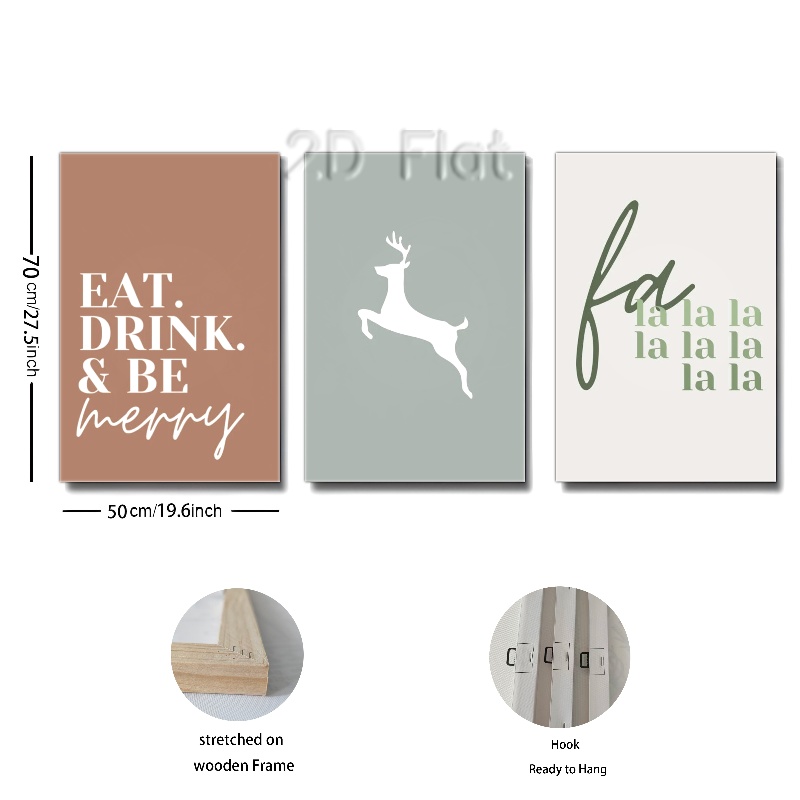 2D Flat
EAT.
DRINK.
& BE
merry
fa
la la la
la la la
la la
70 cm/27.5inch
50cm/19.6inch
stretched on
wooden Frame
Hook
Ready to Hang